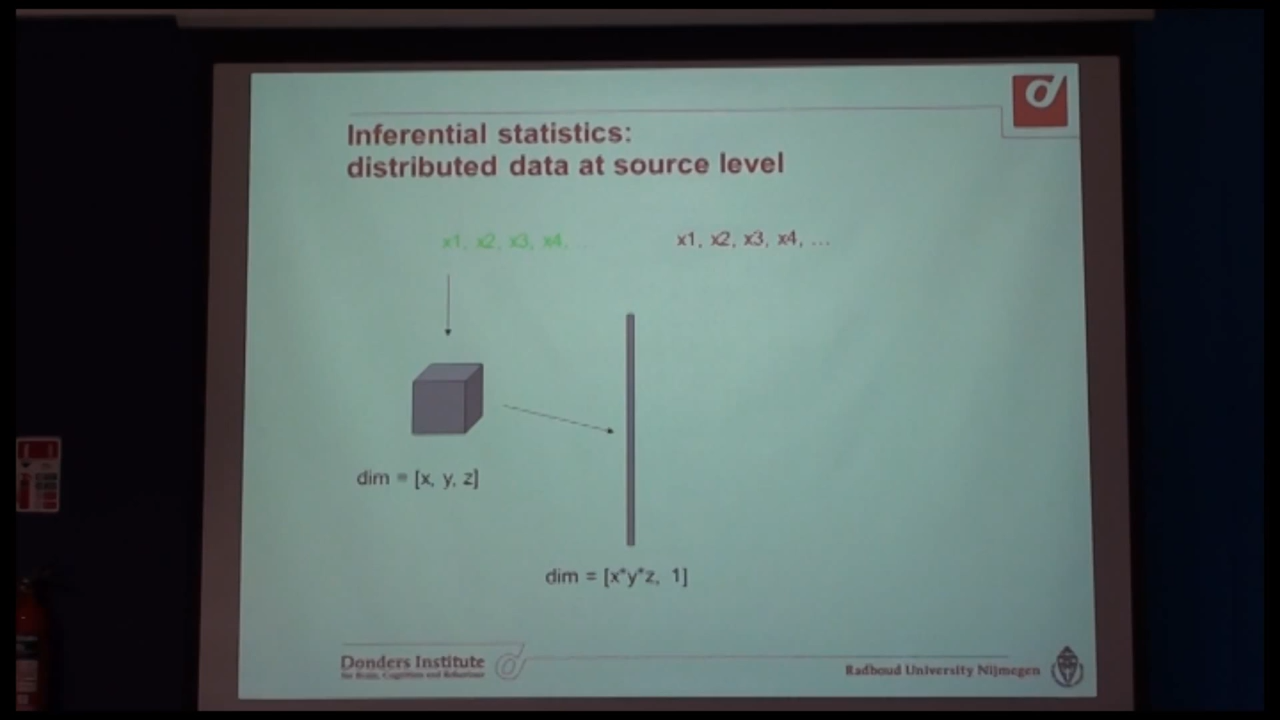 Inferential statistics:
distributed data at source level
x1, x2, x3, x4,
x1, x2, x3, x4, ...
dim = [x, y, z]
dim = [x*y*z, 1]
Donders Institute
for Brain, Cognition and Behaviour
Radboud University Nijmegen